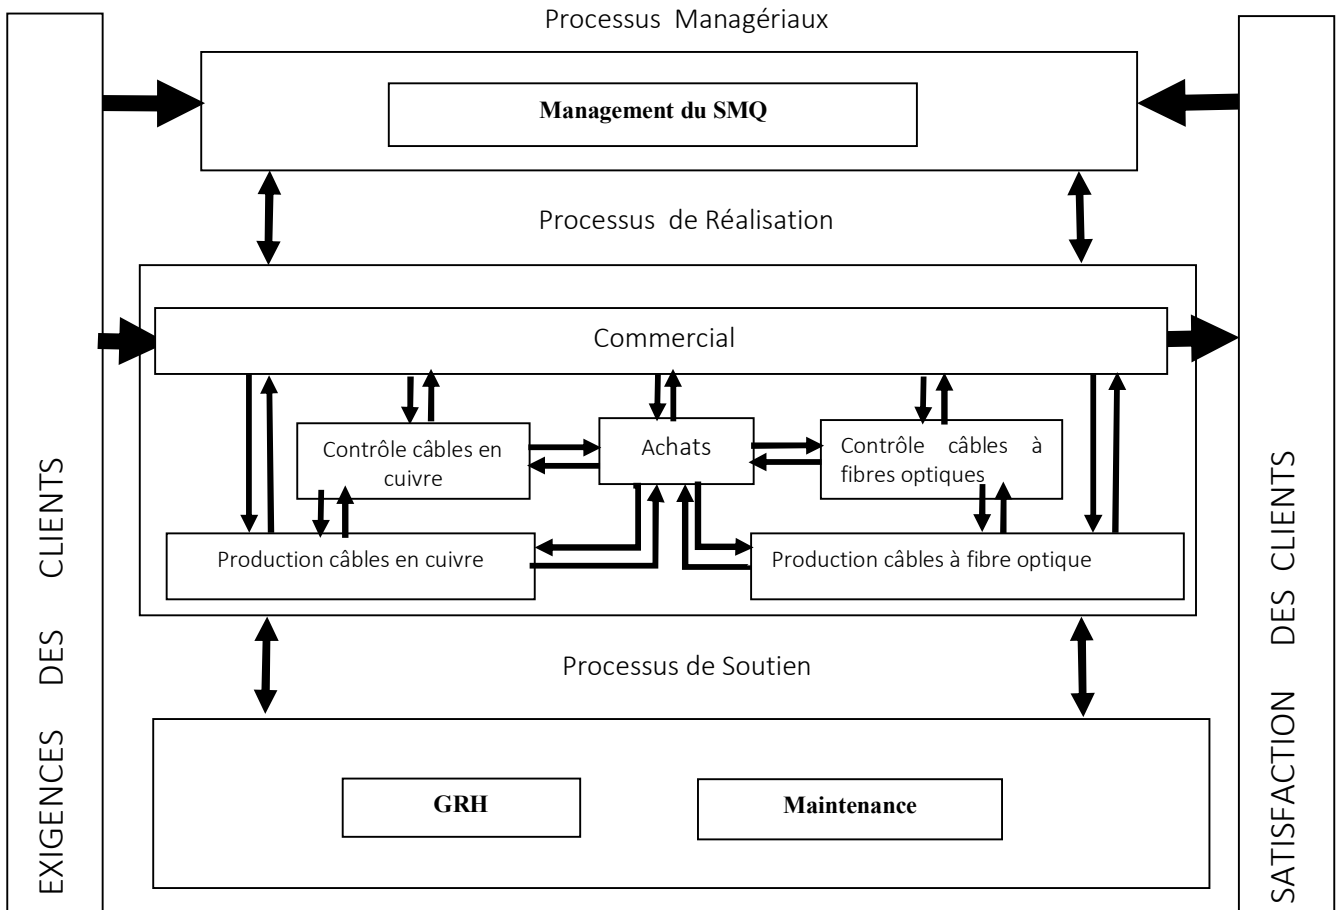 Processus Managériaux
Management du SMQ
Processus de Réalisation
Commercial
Contrôle câbles en
cuivre
Achats
Contrôle câbles à
fibres optiques
Production câbles en cuivre
Production câbles à fibre optique
Processus de Soutien
GRH
Maintenance
EXIGENCES DES CLIENTS
SATISFACTION DES CLIENTS